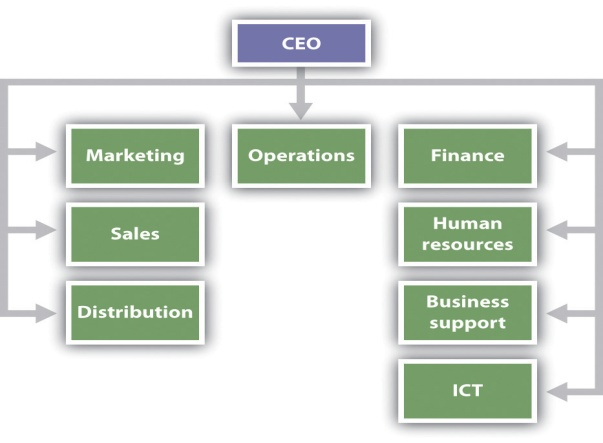 CEO
Marketing
Operations
Finance
Sales
Human
resources
Distribution
Business
support
ICT